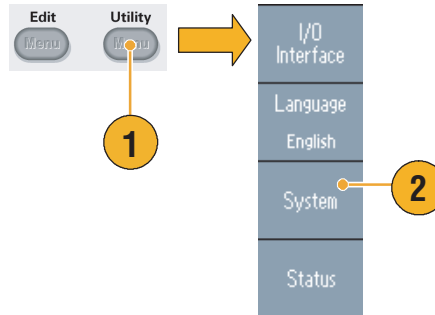 Edit Utility
Menu Menu
1
I/O
Interface
Language
English
System
2
Status